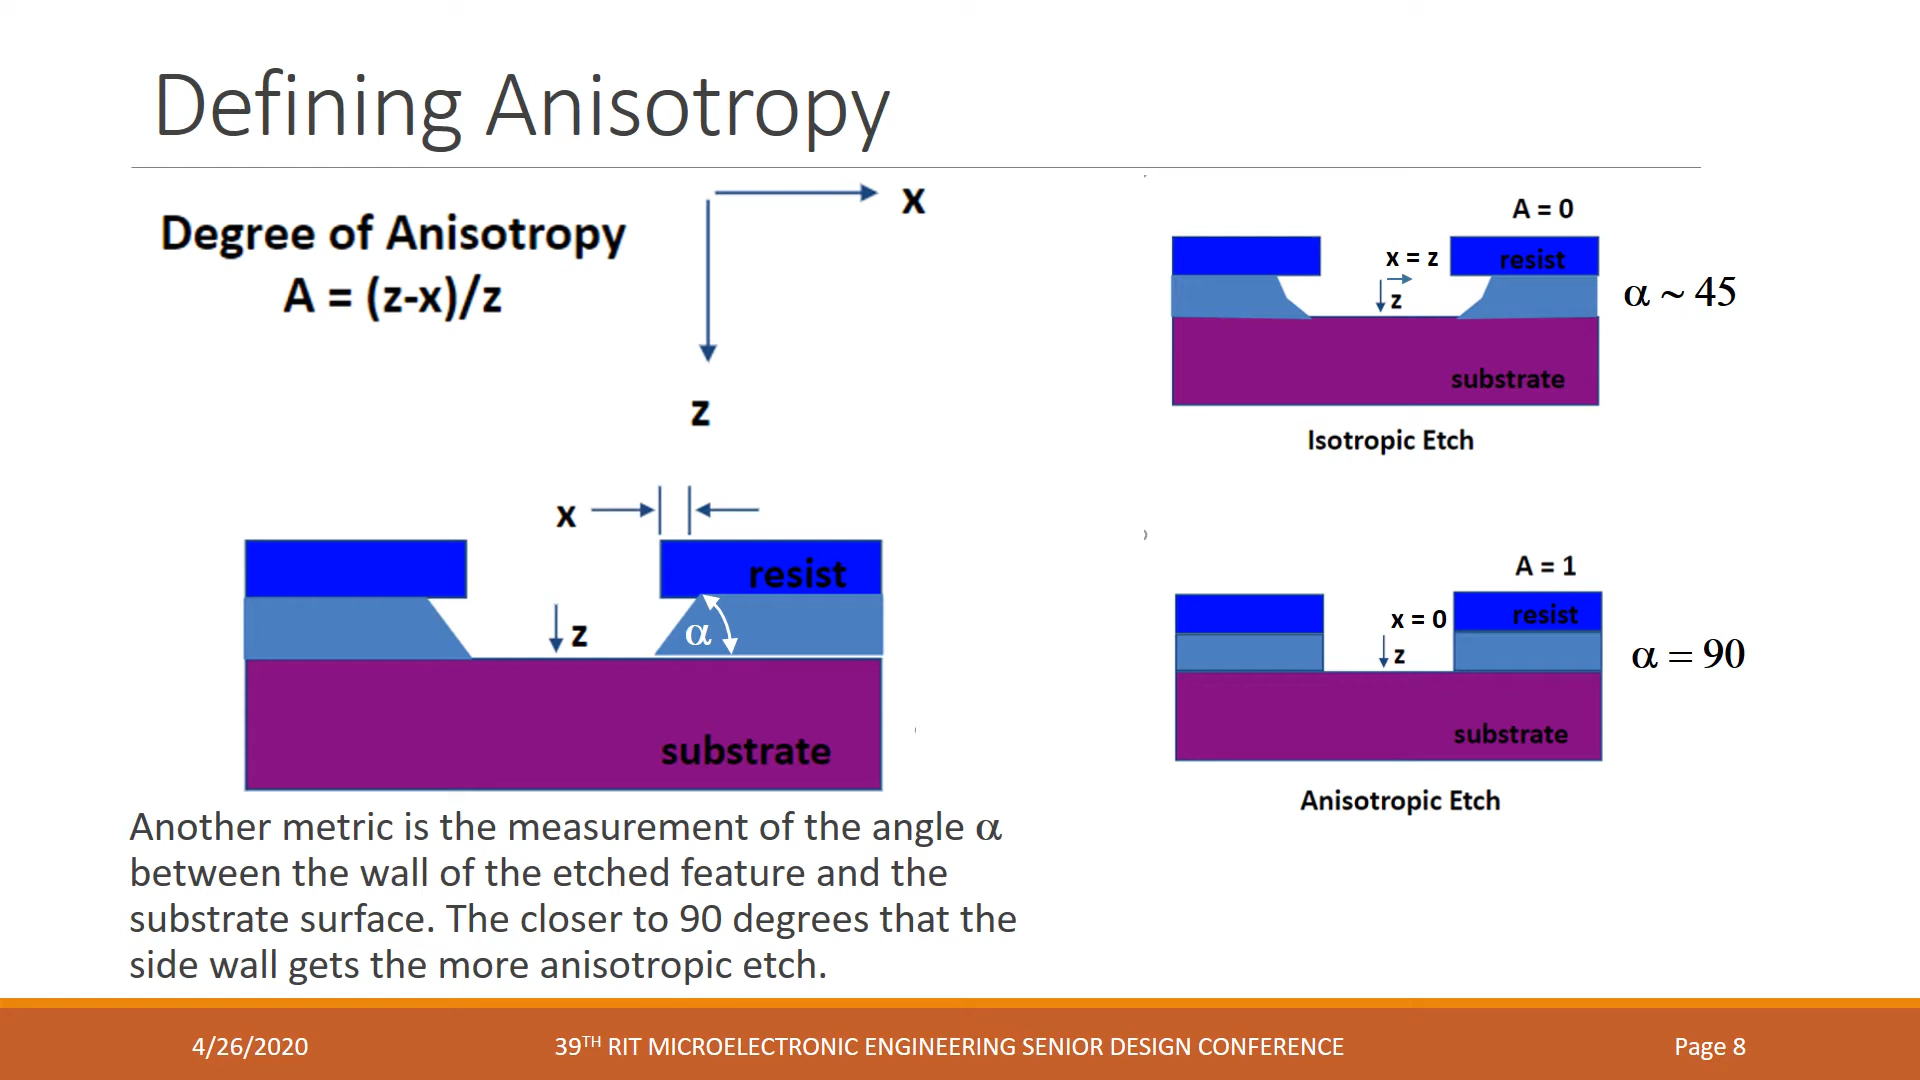 Defining Anisotropy
Degree of Anisotropy
A = (z-x)/z
x
z
x
resist
z
α
substrate
Another metric is the measurement of the angle α
between the wall of the etched feature and the
substrate surface. The closer to 90 degrees that the
side wall gets the more anisotropic etch.
A = 0
x = z
resist
z
α ~ 45
substrate
Isotropic Etch
A = 1
x = 0
resist
z
α = 90
substrate
Anisotropic Etch
4/26/2020
39TH RIT MICROELECTRONIC ENGINEERING SENIOR DESIGN CONFERENCE
Page 8